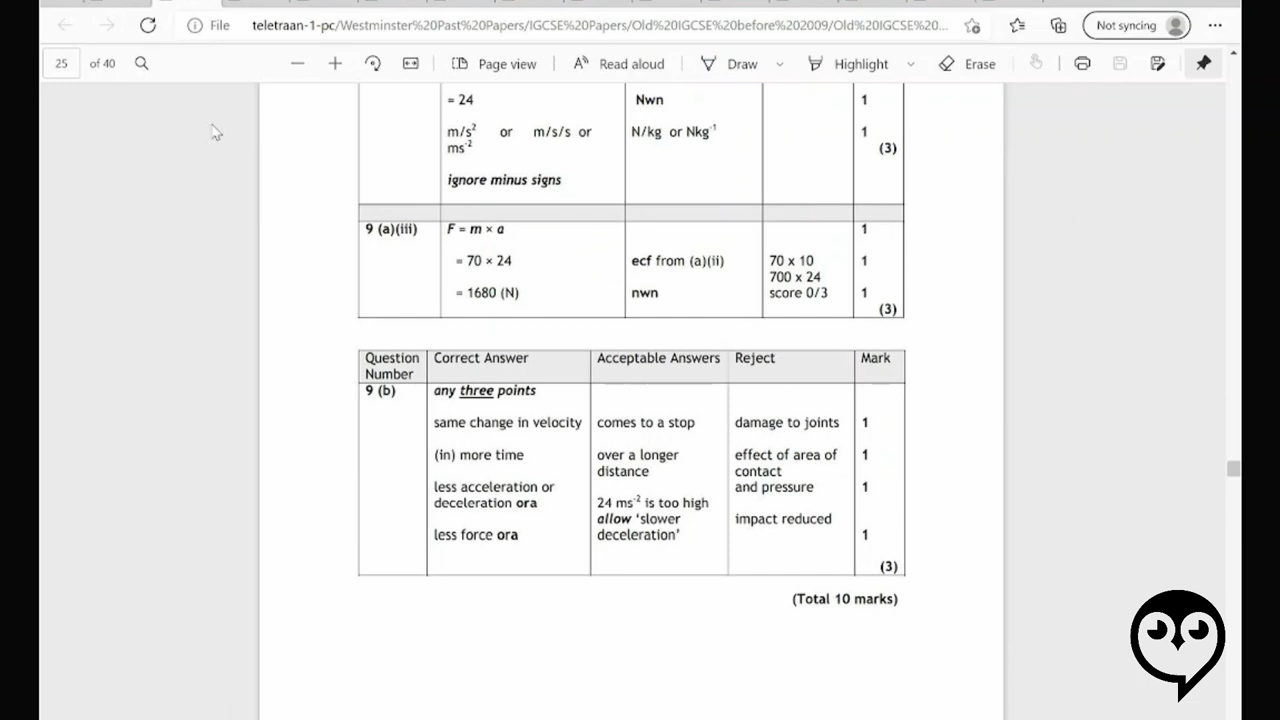 File
teletraan-1-pc/Westminster%20Past%20Papers/IGCSE%20Papers/Old%20IGCSE%20before%202009/Old%20IGCSE%20...
Not syncing
25 of 40
Page view
Read aloud
Draw
Highlight
Erase
= 24 Nwn 1
m/s² or m/s/s or N/kg or Nkg⁻¹ 1
ms⁻² (3)
ignore minus signs
9 (a)(iii) F = m × a 1
= 70 × 24 ecf from (a)(ii) 70 x 10 1
700 x 24
= 1680 (N) nwn score 0/3 1
(3)
Question Correct Answer Acceptable Answers Reject Mark
Number
9 (b) any three points
same change in velocity comes to a stop damage to joints 1
(in) more time over a longer effect of area of 1
distance contact
less acceleration or and pressure 1
deceleration ora 24 ms⁻² is too high
allow ‘slower impact reduced
less force ora deceleration’ 1
(3)
(Total 10 marks)